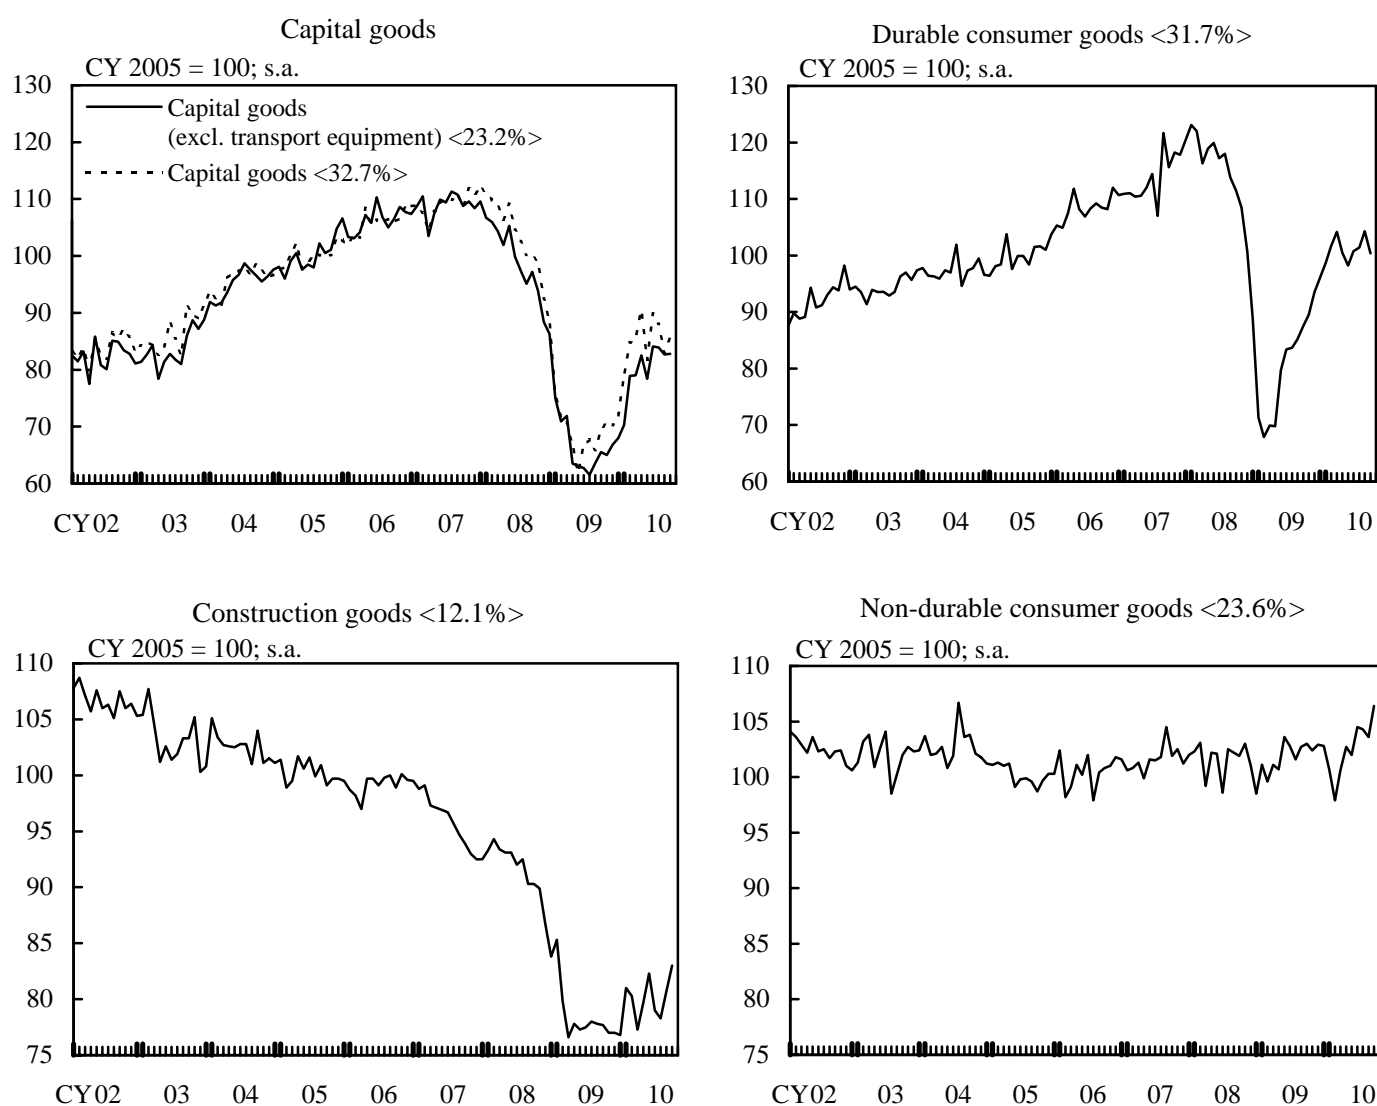 Capital goods
CY 2005 = 100; s.a.
130
120
110
100
90
80
70
60
Capital goods
(excl. transport equipment) <23.2%>
Capital goods <32.7%>
CY02 03 04 05 06 07 08 09 10
Durable consumer goods <31.7%>
CY 2005 = 100; s.a.
130
120
110
100
90
80
70
60
CY02 03 04 05 06 07 08 09 10
Construction goods <12.1%>
CY 2005 = 100; s.a.
110
105
100
95
90
85
80
75
CY02 03 04 05 06 07 08 09 10
Non-durable consumer goods <23.6%>
CY 2005 = 100; s.a.
110
105
100
95
90
85
80
75
CY02 03 04 05 06 07 08 09 10